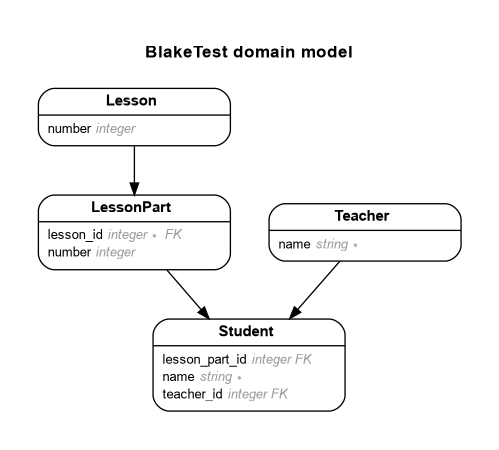 BlakeTest domain model
Lesson
number integer
LessonPart
lesson_id integer ∗ FK
number integer
Teacher
name string ∗
Student
lesson_part_id integer FK
name string ∗
teacher_id integer FK